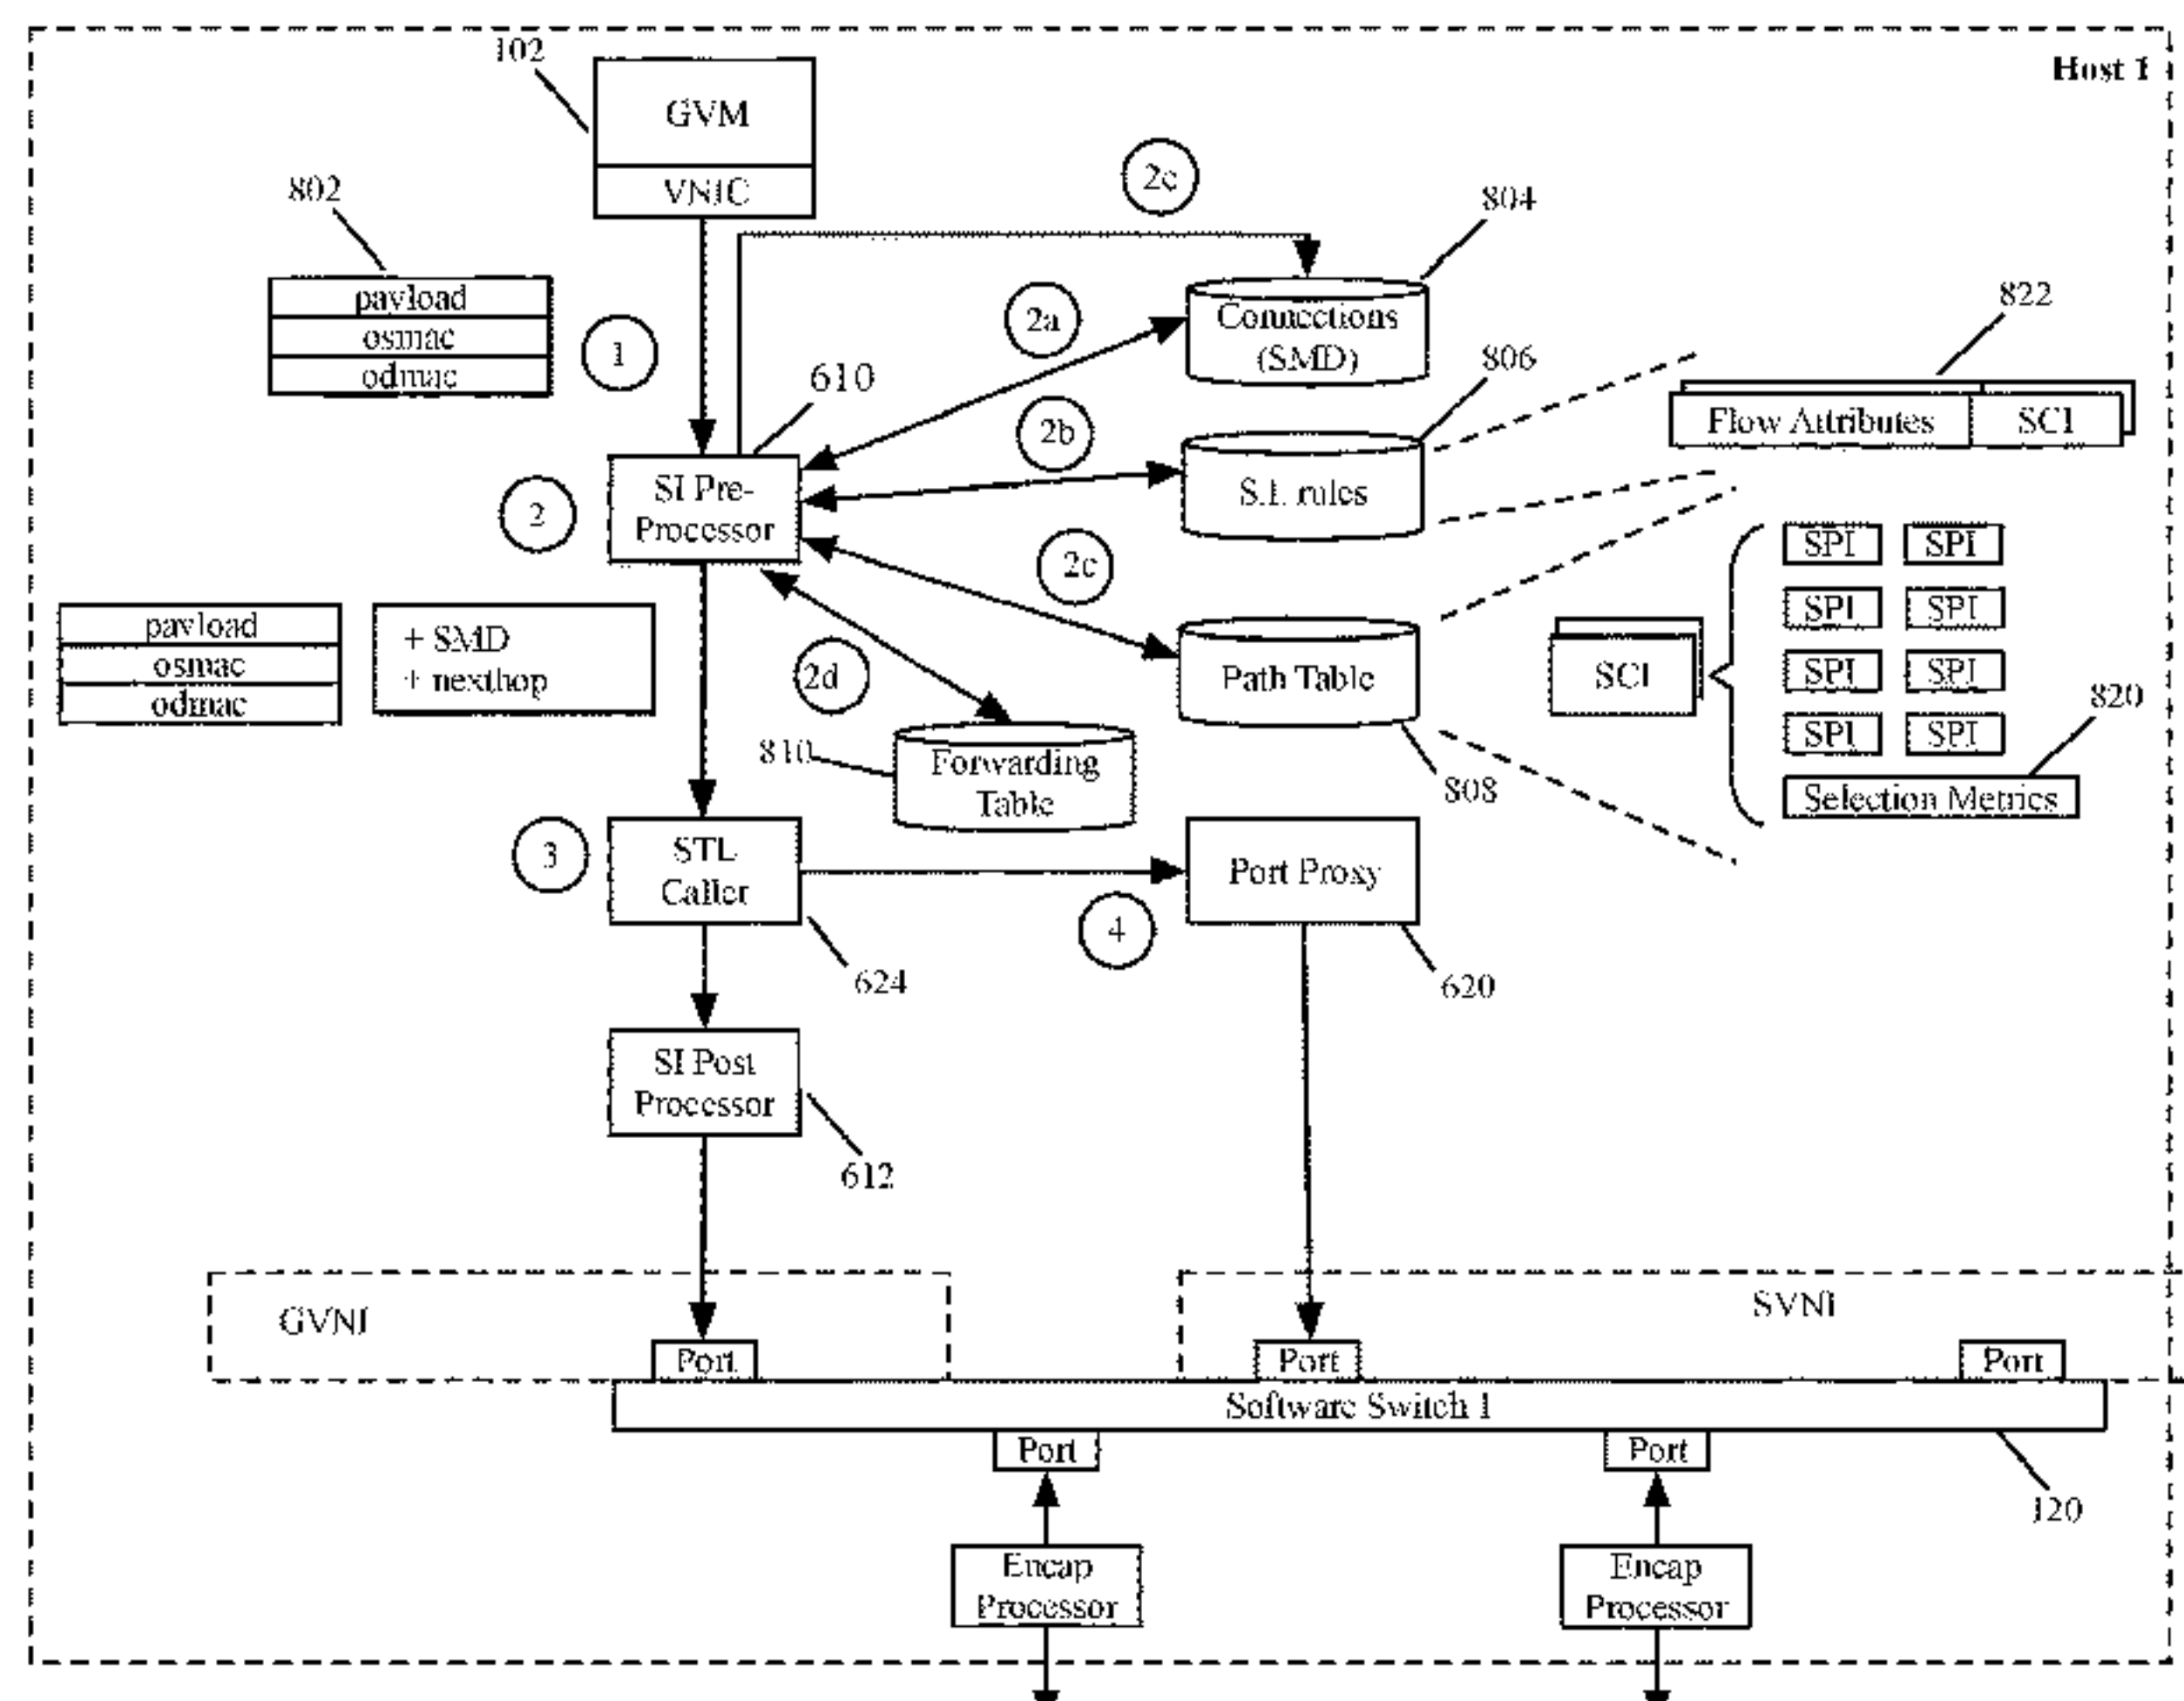 102
Host 1
GVM
VNIC
2c
802
804
payload
osmac
odmac
1
2a
Connections
(SMD)
822
806
610
Flow Attributes
SCI
2b
S.I. rules
2
SI Pre-
Processor
2c
SPI SPI
SPI SPI
SPI SPI
SPI SPI
SCI
820
Selection Metrics
payload
osmac
odmac
+ SMD
+ nexthop
2d
Path Table
808
810
Forwarding
Table
3
STL
Caller
Port Proxy
4
624
620
SI Post
Processor
612
GVNI
SVNI
Port
Port
Port
Software Switch 1
Port
Port
120
Encap
Processor
Encap
Processor